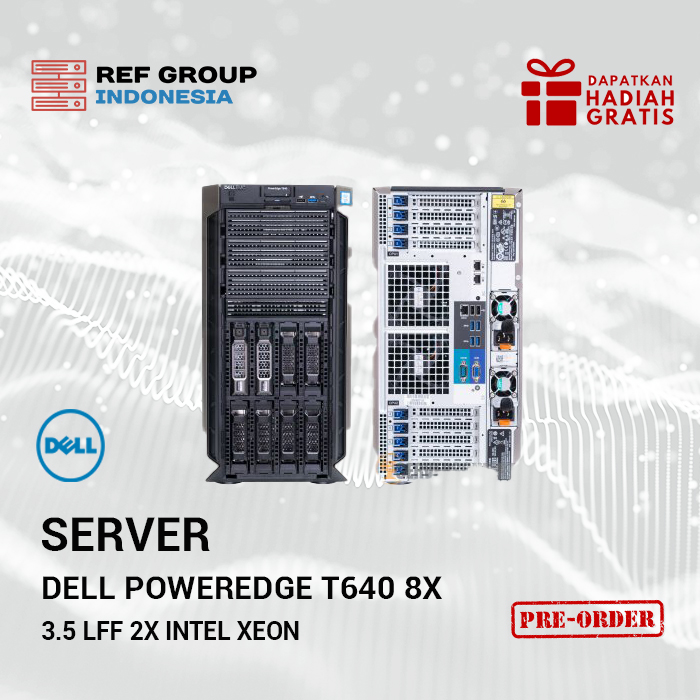 REF GROUP
INDONESIA
DAPATKAN
HADIAH
GRATIS
DELL
SERVER
DELL POWEREDGE T640 8X
3.5 LFF 2X INTEL XEON
PRE-ORDER